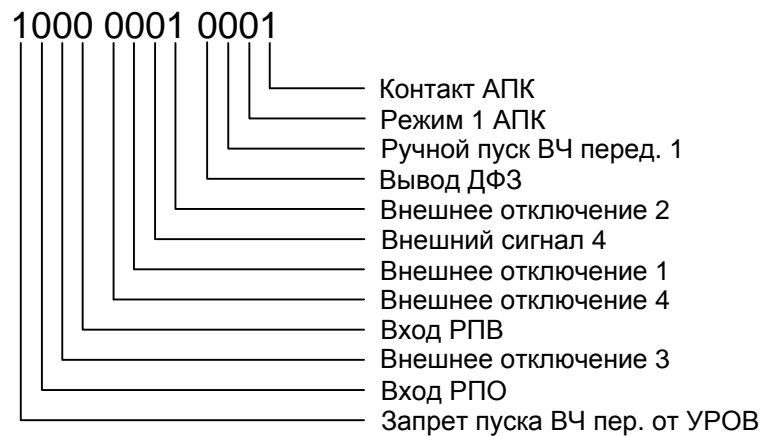 1000 0001 0001
Контакт АПК
Режим 1 АПК
Ручной пуск ВЧ перед. 1
Вывод ДФЗ
Внешнее отключение 2
Внешний сигнал 4
Внешнее отключение 1
Внешнее отключение 4
Вход РПВ
Внешнее отключение 3
Вход РПО
Запрет пуска ВЧ пер. от УРОВ